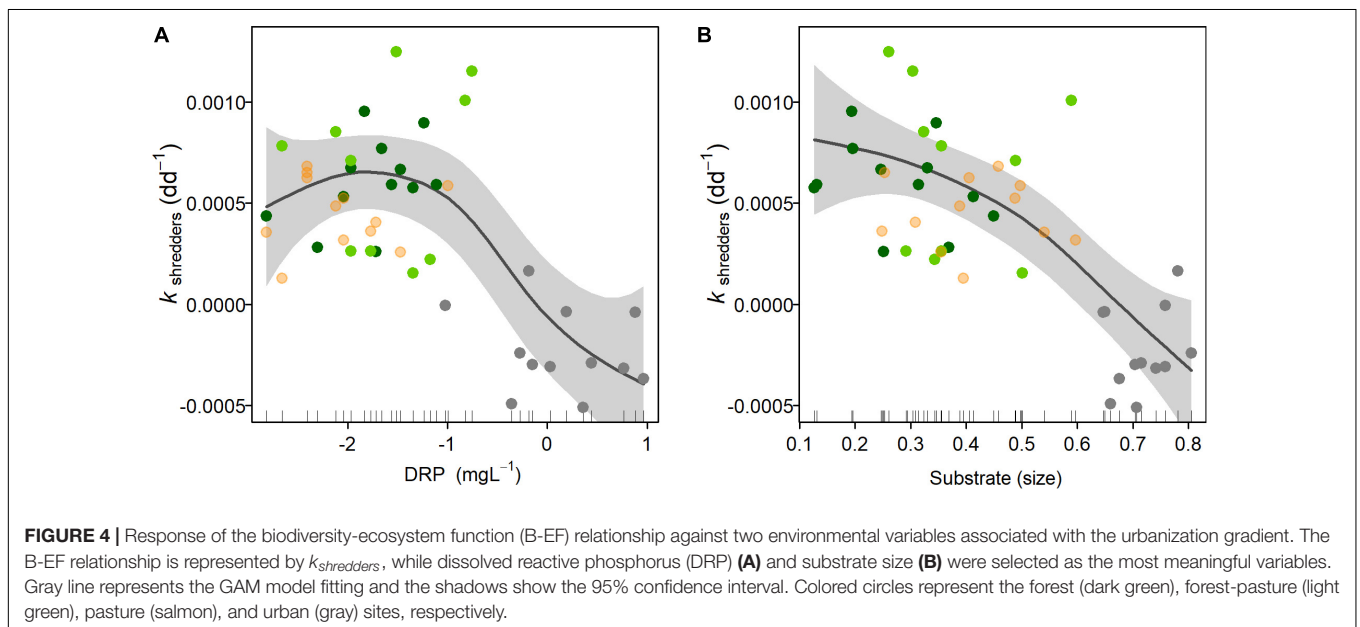 A
B
0.0010
0.0005
0.0000
-0.0005
k shredders (dd−1)
-2
-1
0
1
DRP (mgL−1)
0.0010
0.0005
0.0000
-0.0005
k shredders (dd−1)
0.1
0.2
0.3
0.4
0.5
0.6
0.7
0.8
Substrate (size)
FIGURE 4 | Response of the biodiversity-ecosystem function (B-EF) relationship against two environmental variables associated with the urbanization gradient. The
B-EF relationship is represented by kshredders, while dissolved reactive phosphorus (DRP) (A) and substrate size (B) were selected as the most meaningful variables.
Gray line represents the GAM model fitting and the shadows show the 95% confidence interval. Colored circles represent the forest (dark green), forest-pasture (light
green), pasture (salmon), and urban (gray) sites, respectively.